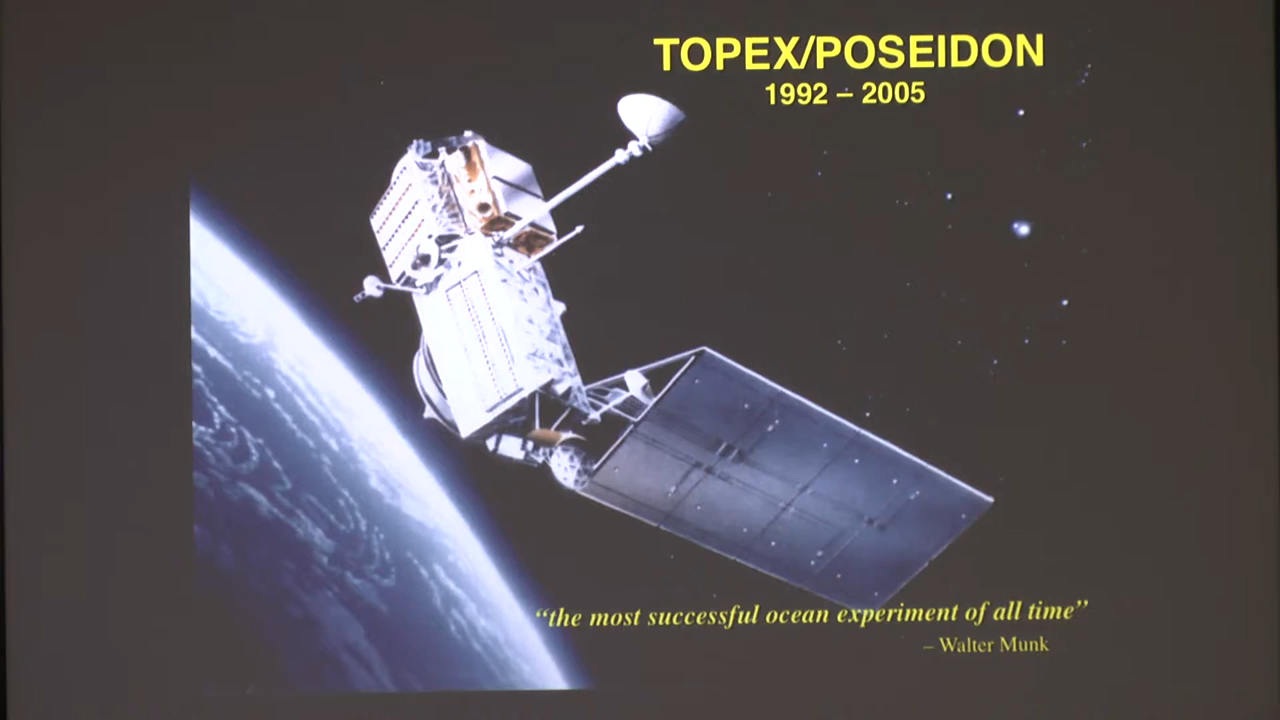 TOPEX/POSEIDON
1992 – 2005
“the most successful ocean experiment of all time”
– Walter Munk